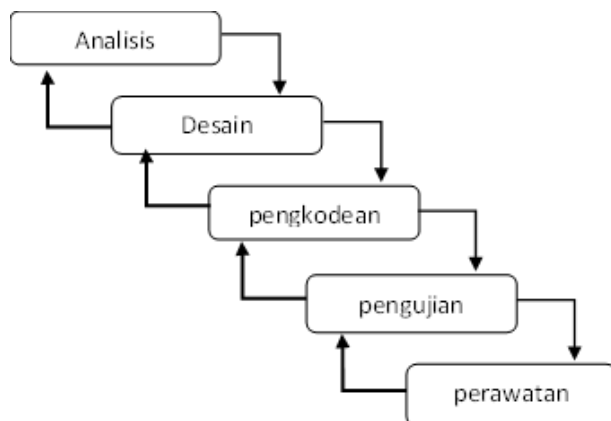 Analisis
Desain
pengkodean
pengujian
perawatan